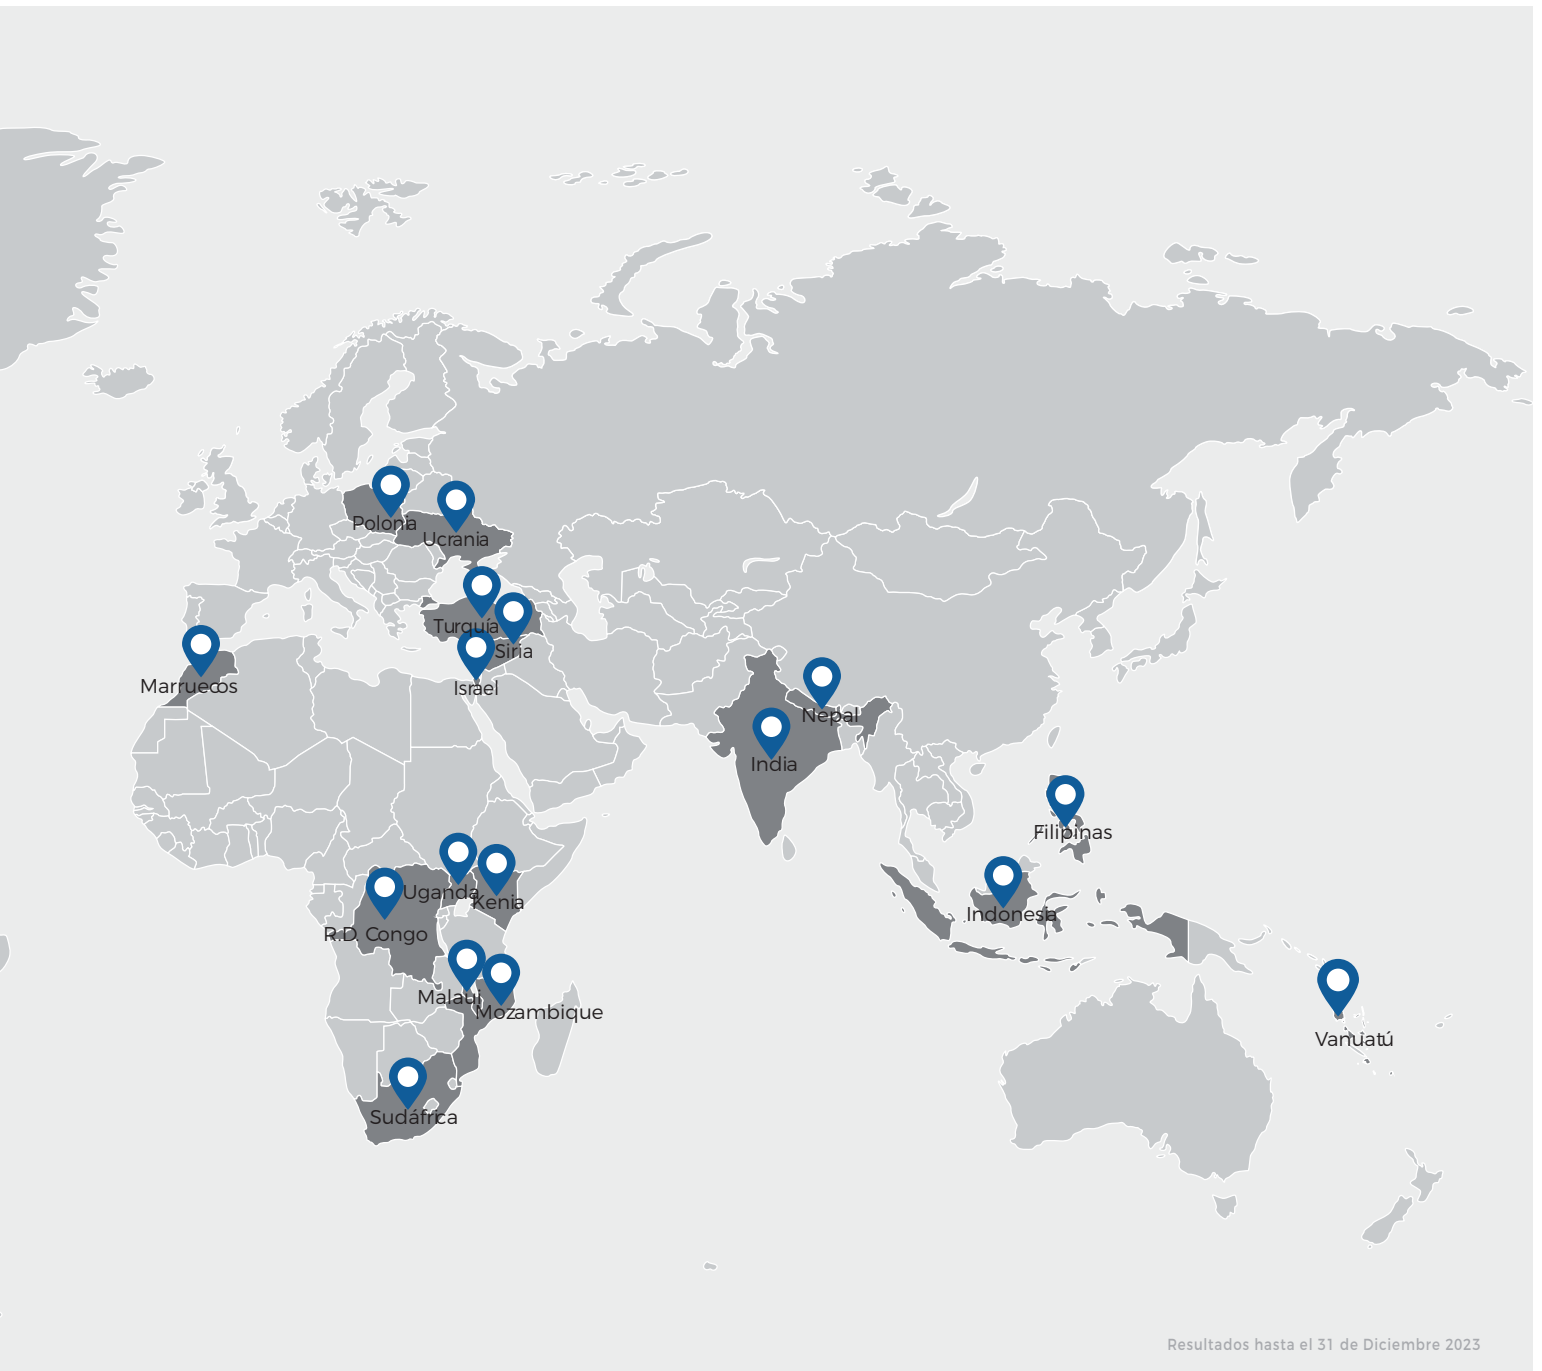 Polonia
Ucrania
Turquía
Siria
Marruecos
Israel
Nepal
India
Filipinas
Uganda
Kenia
Indonesia
R.D. Congo
Malaui
Mozambique
Vanuatú
Sudáfrica
Resultados hasta el 31 de Diciembre 2023